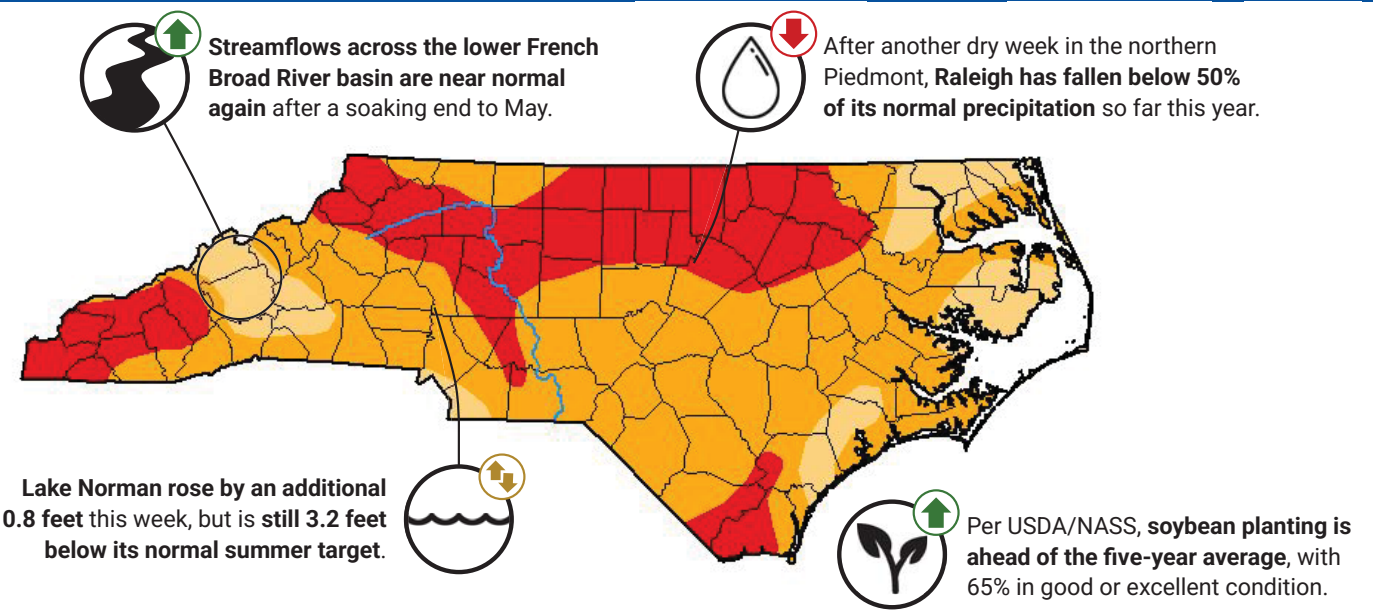 Streamflows across the lower French
Broad River basin are near normal
again after a soaking end to May.
After another dry week in the northern
Piedmont, Raleigh has fallen below 50%
of its normal precipitation so far this year.
Lake Norman rose by an additional
0.8 feet this week, but is still 3.2 feet
below its normal summer target.
Per USDA/NASS, soybean planting is
ahead of the five-year average, with
65% in good or excellent condition.